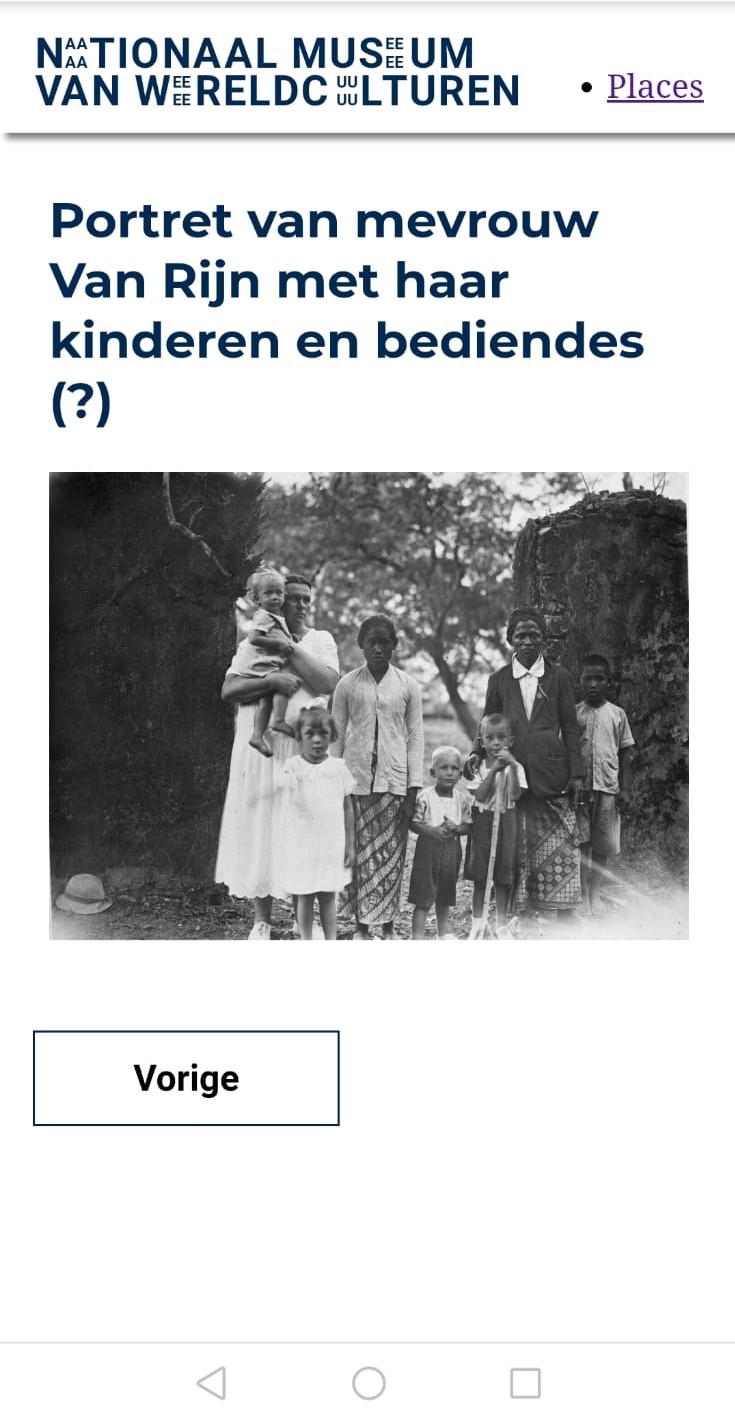 NAAAATIONAAL MUSEEEEUM
VAN WEEEERELDCUUUULTUREN
• Places
Portret van mevrouw
Van Rijn met haar
kinderen en bediendes
(?)
Vorige